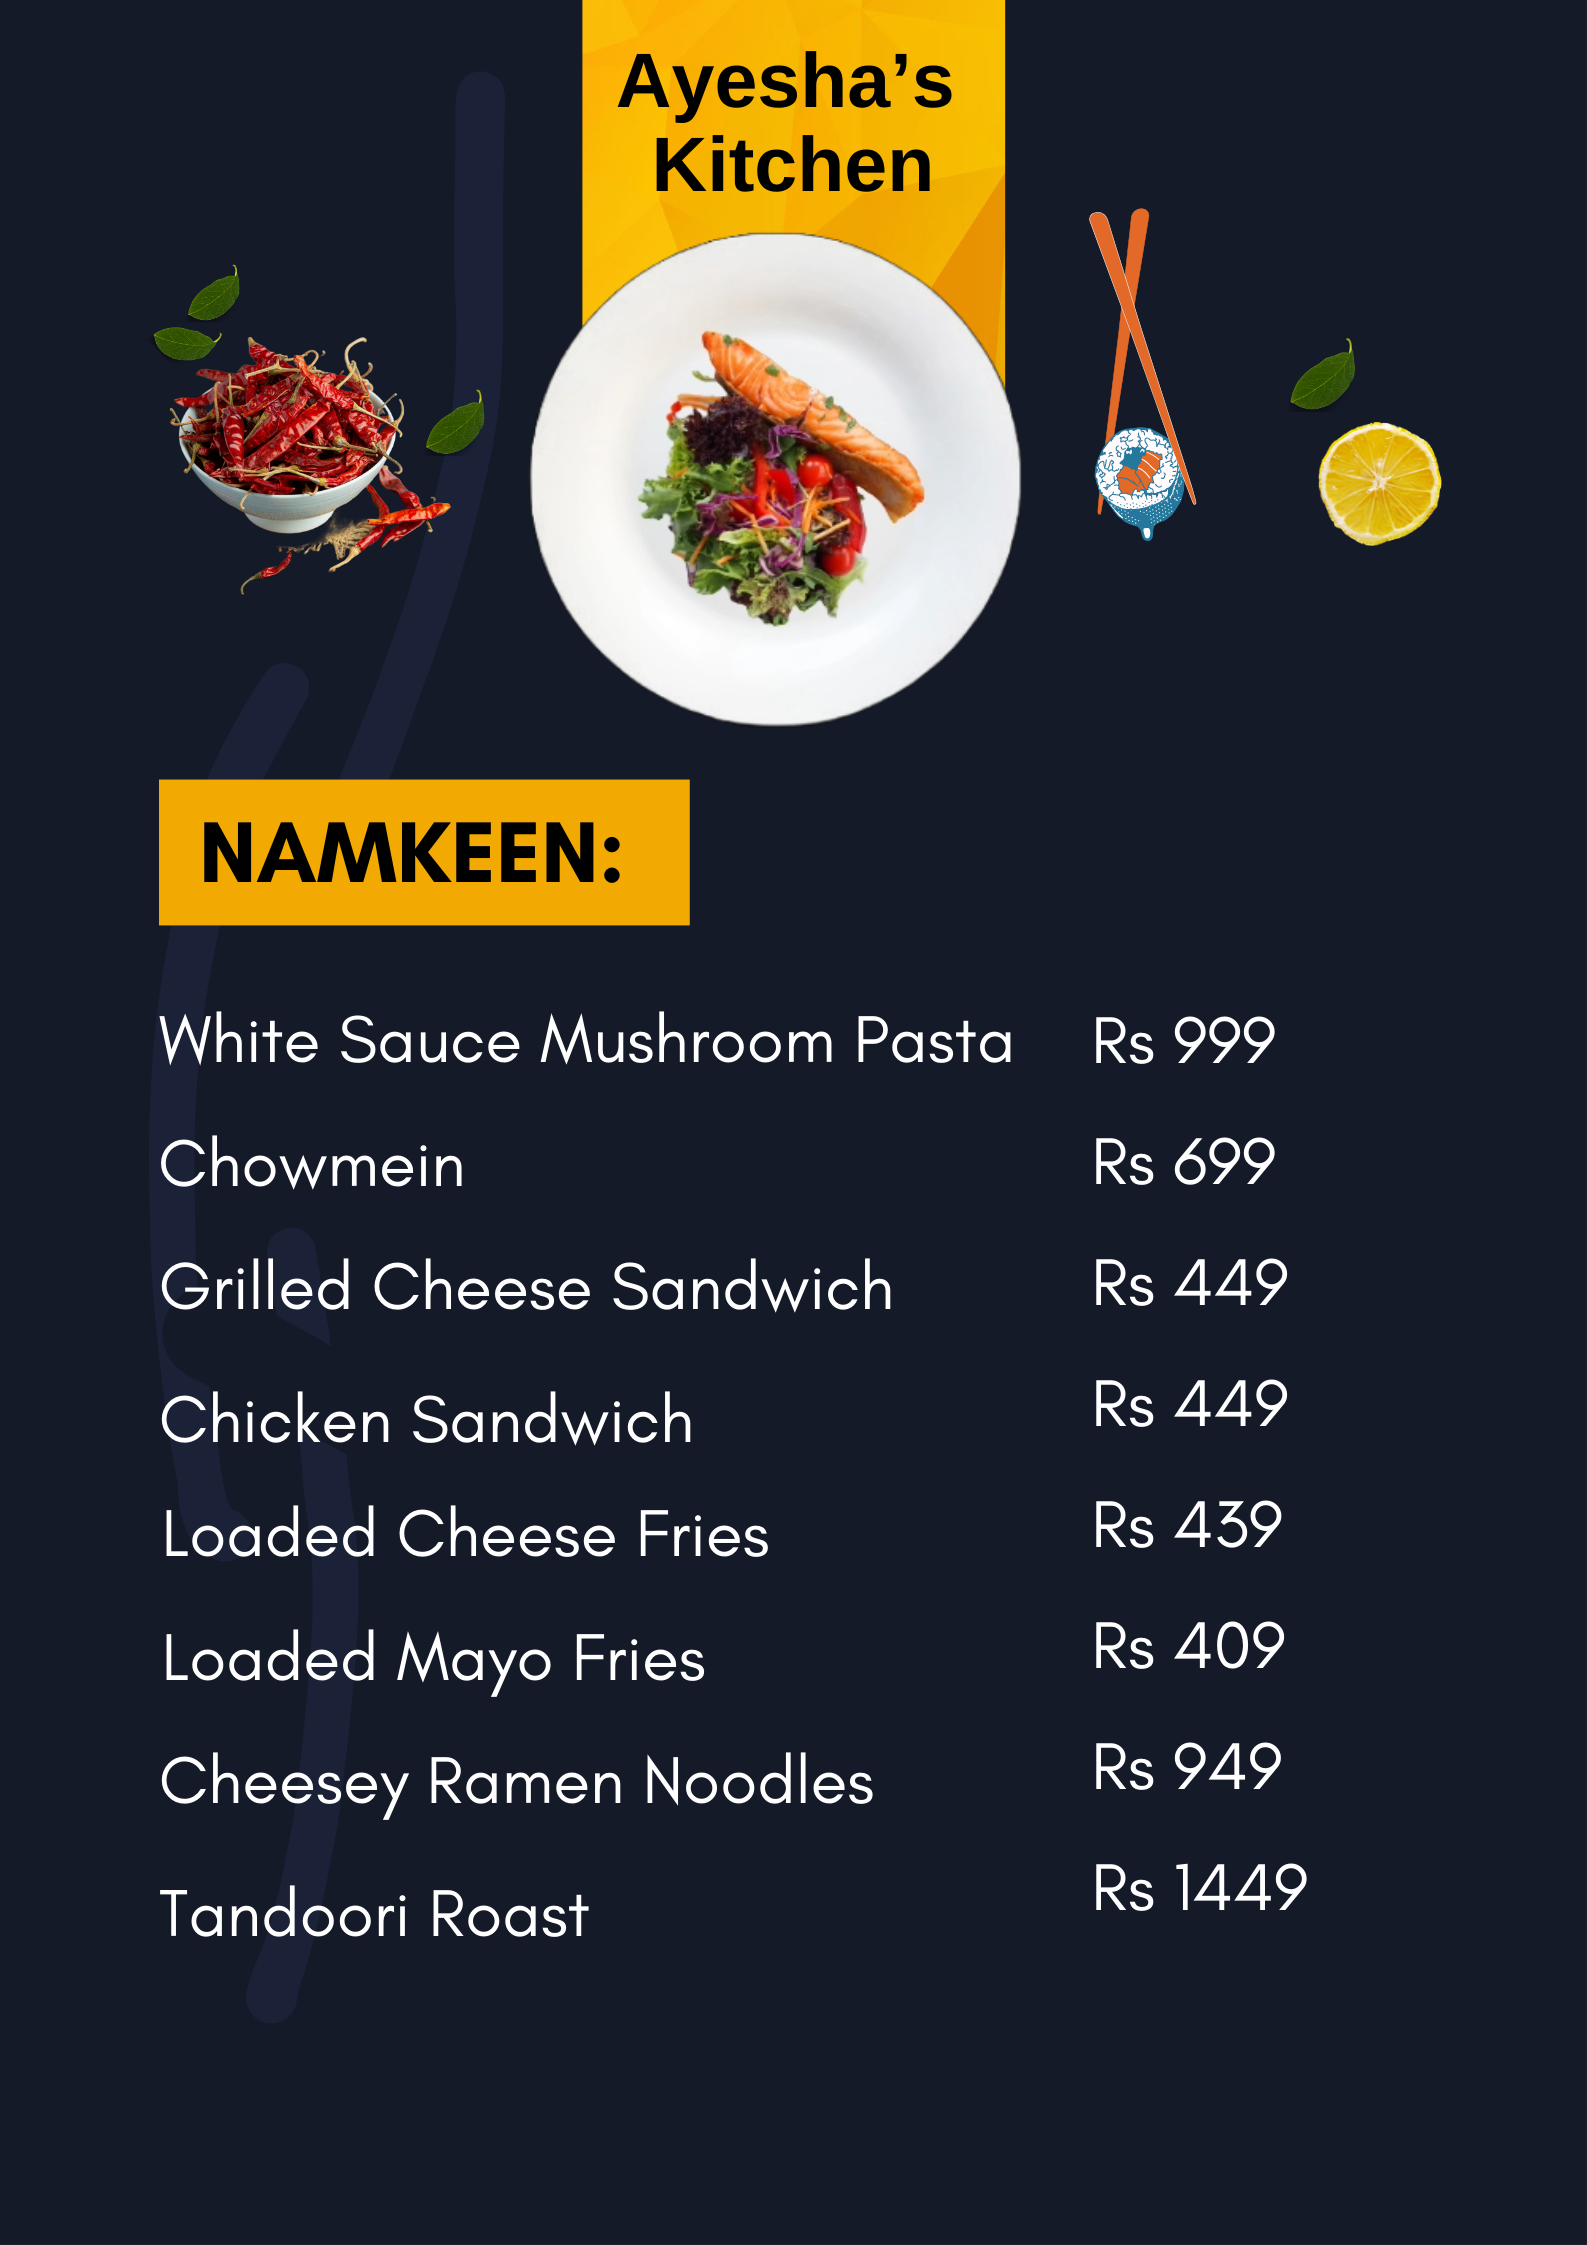 Ayesha’s
Kitchen
NAMKEEN:
White Sauce Mushroom Pasta Rs 999
Chowmein Rs 699
Grilled Cheese Sandwich Rs 449
Chicken Sandwich Rs 449
Loaded Cheese Fries Rs 439
Loaded Mayo Fries Rs 409
Cheesey Ramen Noodles Rs 949
Tandoori Roast Rs 1449